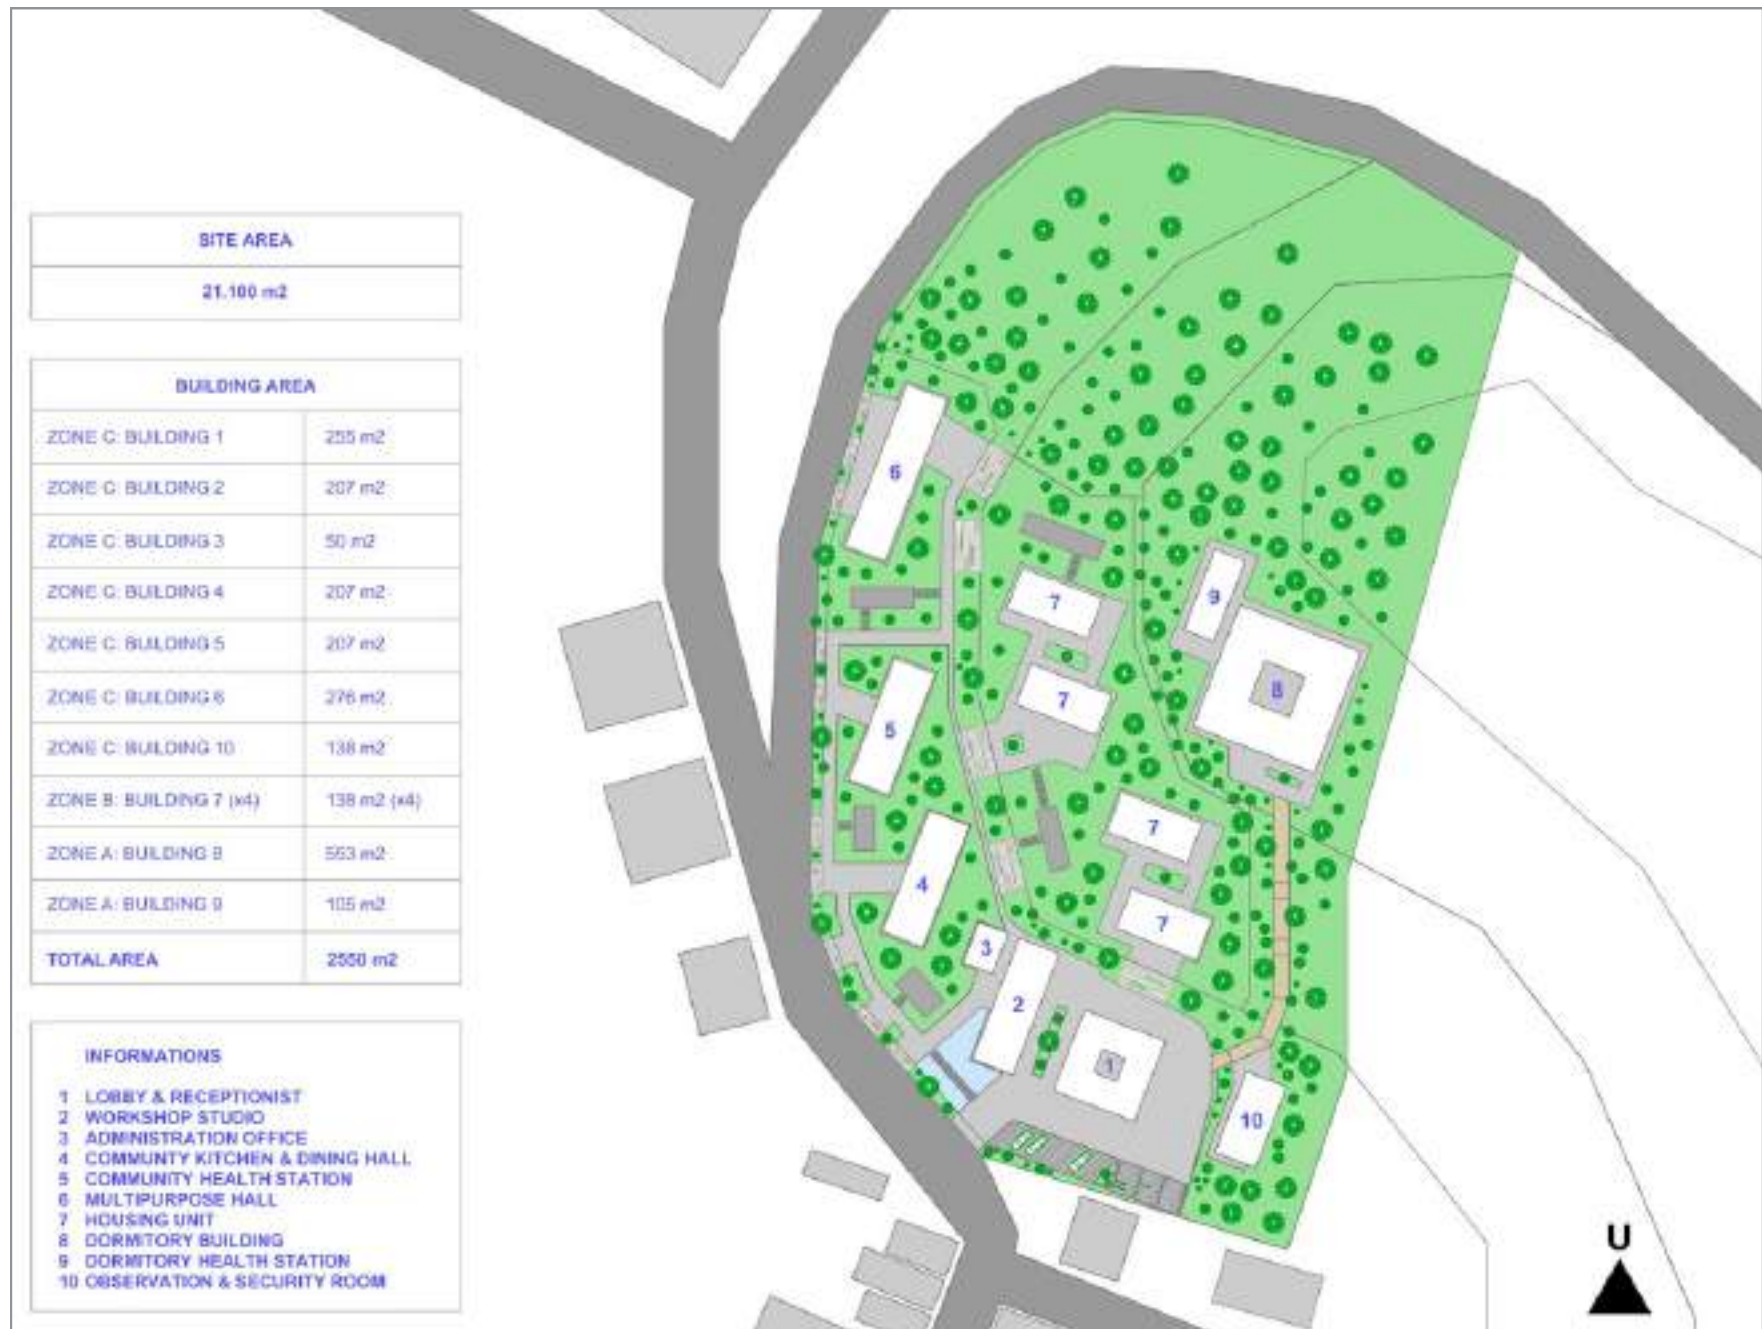 SITE AREA
21.100 m2
BUILDING AREA
ZONE C: BUILDING 1 255 m2
ZONE C: BUILDING 2 207 m2
ZONE C: BUILDING 3 50 m2
ZONE C: BUILDING 4 207 m2
ZONE C: BUILDING 5 207 m2
ZONE C: BUILDING 6 276 m2
ZONE C: BUILDING 10 138 m2
ZONE B: BUILDING 7 (x4) 138 m2 (x4)
ZONE A: BUILDING 8 553 m2
ZONE A: BUILDING 9 105 m2
TOTAL AREA 2550 m2
INFORMATIONS
1 LOBBY & RECEPTIONIST
2 WORKSHOP STUDIO
3 ADMINISTRATION OFFICE
4 COMMUNTY KITCHEN & DINING HALL
5 COMMUNITY HEALTH STATION
6 MULTIPURPOSE HALL
7 HOUSING UNIT
8 DORMITORY BUILDING
9 DORMITORY HEALTH STATION
10 OBSERVATION & SECURITY ROOM
6
7
9
7
8
5
7
4
7
3
2
1
10
U